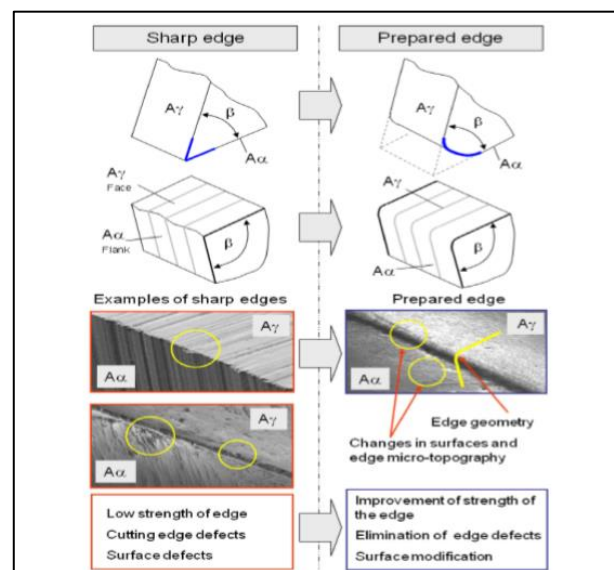 Sharp edge
Prepared edge
Aγ
β
Aα
Aγ
β
Aα
Aγ
Face
Aα
Plank
β
Aγ
Aα
β
Examples of sharp edges
Prepared edge
Aγ
Aα
Aγ
Aα
Aγ
Aα
Edge geometry
Changes in surfaces and
edge micro-topography
Low strength of edge
Cutting edge defects
Surface defects
Improvement of strength of
the edge
Elimination of edge defects
Surface modification